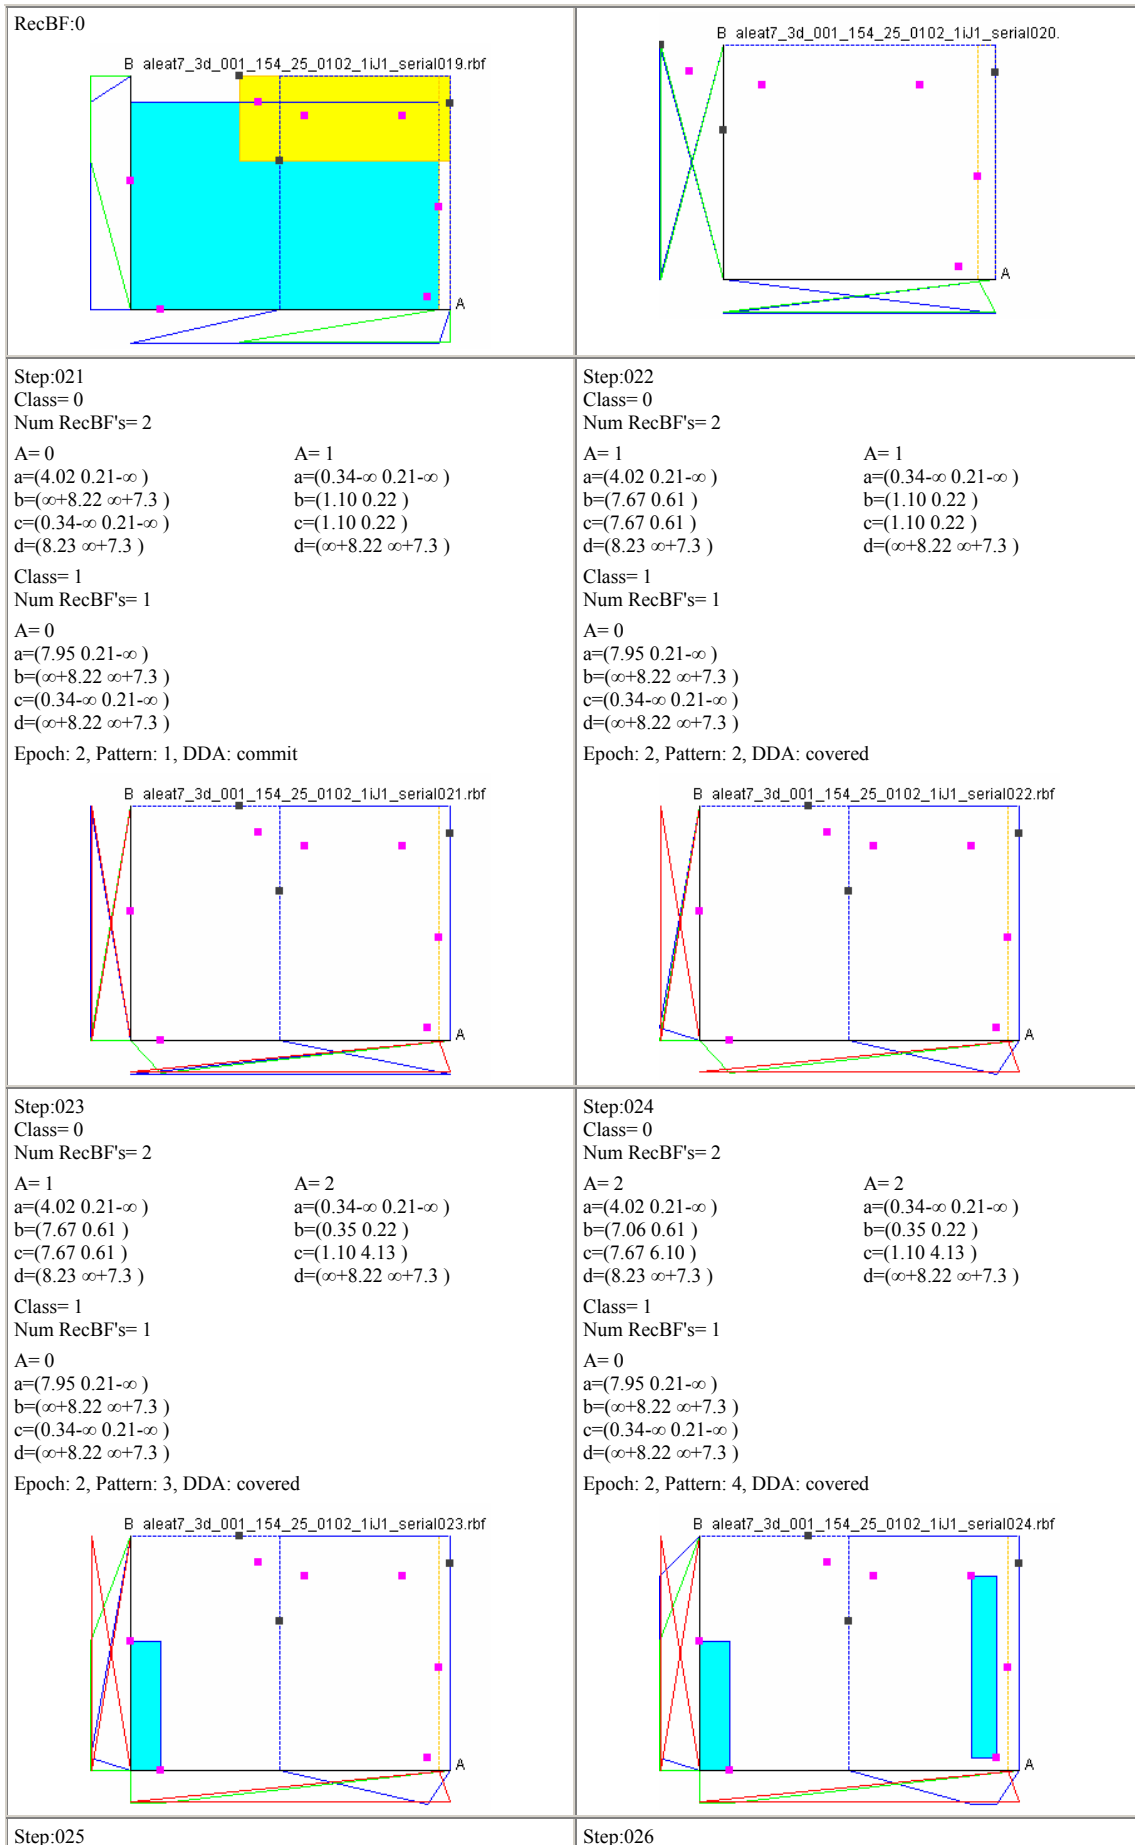 RecBF:0
B aleat7_3d_001_154_25_0102_1iJ1_serial019.rbf
A
B aleat7_3d_001_154_25_0102_1iJ1_serial020.
A
Step:021
Class= 0
Num RecBF's= 2
A= 0 A= 1
a=(4.02 0.21-∞ ) a=(0.34-∞ 0.21-∞ )
b=(∞+8.22 ∞+7.3 ) b=(1.10 0.22 )
c=(0.34-∞ 0.21-∞ ) c=(1.10 0.22 )
d=(8.23 ∞+7.3 ) d=(∞+8.22 ∞+7.3 )
Class= 1
Num RecBF's= 1
A= 0
a=(7.95 0.21-∞ )
b=(∞+8.22 ∞+7.3 )
c=(0.34-∞ 0.21-∞ )
d=(∞+8.22 ∞+7.3 )
Epoch: 2, Pattern: 1, DDA: commit
B aleat7_3d_001_154_25_0102_1iJ1_serial021.rbf
A
Step:022
Class= 0
Num RecBF's= 2
A= 1 A= 1
a=(4.02 0.21-∞ ) a=(0.34-∞ 0.21-∞ )
b=(7.67 0.61 ) b=(1.10 0.22 )
c=(7.67 0.61 ) c=(1.10 0.22 )
d=(8.23 ∞+7.3 ) d=(∞+8.22 ∞+7.3 )
Class= 1
Num RecBF's= 1
A= 0
a=(7.95 0.21-∞ )
b=(∞+8.22 ∞+7.3 )
c=(0.34-∞ 0.21-∞ )
d=(∞+8.22 ∞+7.3 )
Epoch: 2, Pattern: 2, DDA: covered
B aleat7_3d_001_154_25_0102_1iJ1_serial022.rbf
A
Step:023
Class= 0
Num RecBF's= 2
A= 1 A= 2
a=(4.02 0.21-∞ ) a=(0.34-∞ 0.21-∞ )
b=(7.67 0.61 ) b=(0.35 0.22 )
c=(7.67 0.61 ) c=(1.10 4.13 )
d=(8.23 ∞+7.3 ) d=(∞+8.22 ∞+7.3 )
Class= 1
Num RecBF's= 1
A= 0
a=(7.95 0.21-∞ )
b=(∞+8.22 ∞+7.3 )
c=(0.34-∞ 0.21-∞ )
d=(∞+8.22 ∞+7.3 )
Epoch: 2, Pattern: 3, DDA: covered
B aleat7_3d_001_154_25_0102_1iJ1_serial023.rbf
A
Step:024
Class= 0
Num RecBF's= 2
A= 2 A= 2
a=(4.02 0.21-∞ ) a=(0.34-∞ 0.21-∞ )
b=(7.06 0.61 ) b=(0.35 0.22 )
c=(7.67 6.10 ) c=(1.10 4.13 )
d=(8.23 ∞+7.3 ) d=(∞+8.22 ∞+7.3 )
Class= 1
Num RecBF's= 1
A= 0
a=(7.95 0.21-∞ )
b=(∞+8.22 ∞+7.3 )
c=(0.34-∞ 0.21-∞ )
d=(∞+8.22 ∞+7.3 )
Epoch: 2, Pattern: 4, DDA: covered
B aleat7_3d_001_154_25_0102_1iJ1_serial024.rbf
A
Step:025
Step:026